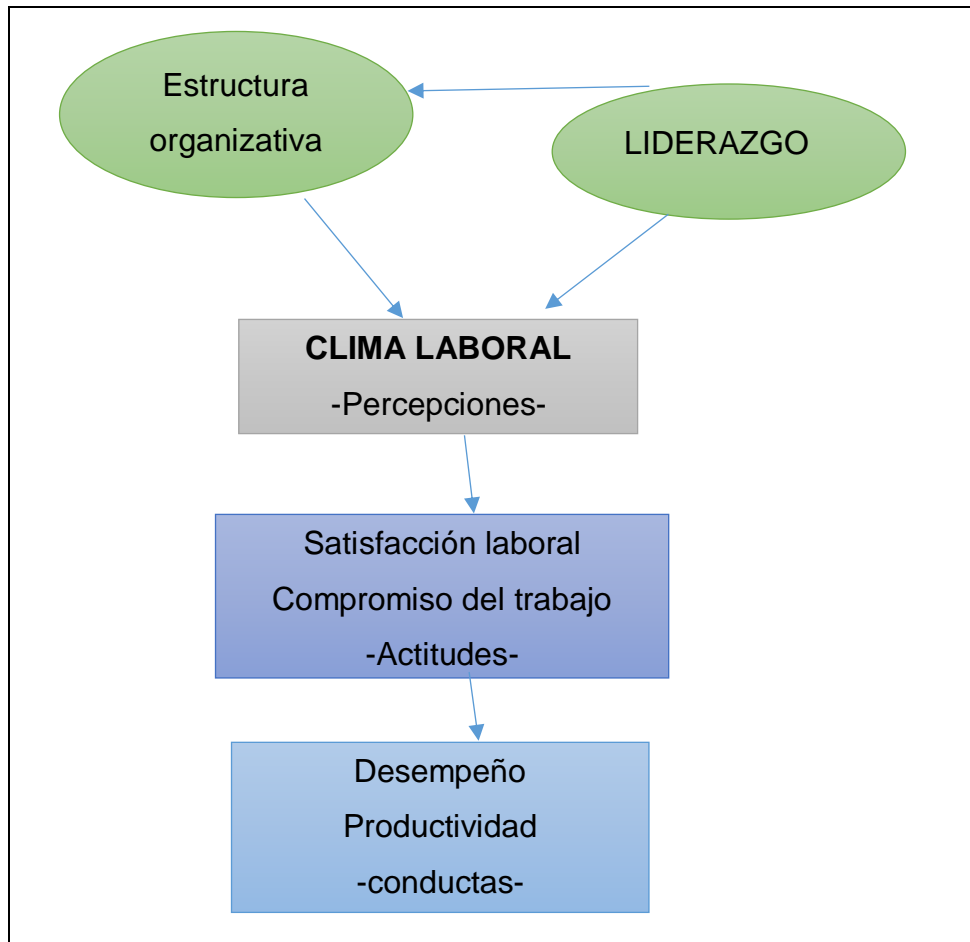 Estructura
organizativa
LIDERAZGO
CLIMA LABORAL
-Percepciones-
Satisfacción laboral
Compromiso del trabajo
-Actitudes-
Desempeño
Productividad
-conductas-